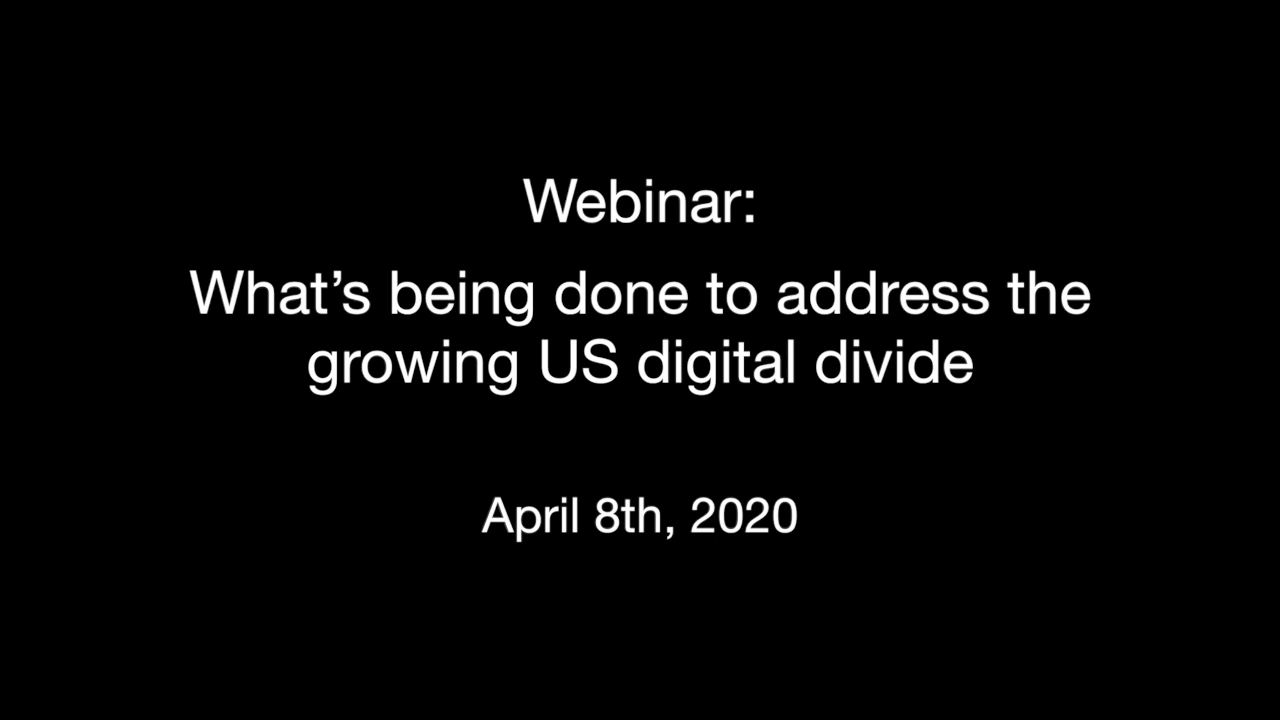 Webinar:
What’s being done to address the
growing US digital divide
April 8th, 2020